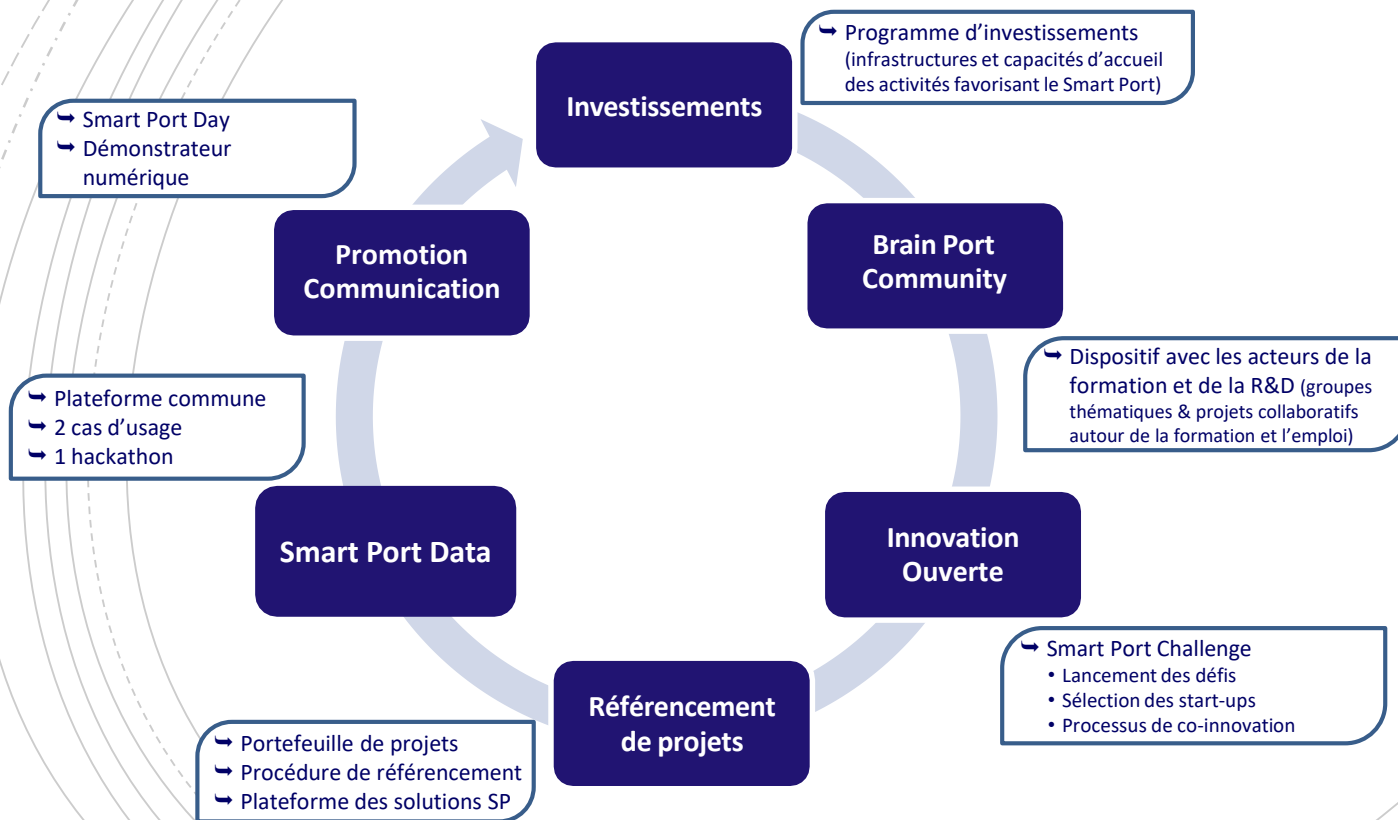 Investissements
➥ Programme d’investissements
(infrastructures et capacités d’accueil
des activités favorisant le Smart Port)
Brain Port
Community
➥ Dispositif avec les acteurs de la
formation et de la R&D (groupes
thématiques & projets collaboratifs
autour de la formation et l’emploi)
Innovation
Ouverte
➥ Smart Port Challenge
• Lancement des défis
• Sélection des start-ups
• Processus de co-innovation
Référencement
de projets
➥ Portefeuille de projets
➥ Procédure de référencement
➥ Plateforme des solutions SP
Smart Port Data
➥ Plateforme commune
➥ 2 cas d’usage
➥ 1 hackathon
Promotion
Communication
➥ Smart Port Day
➥ Démonstrateur
numérique